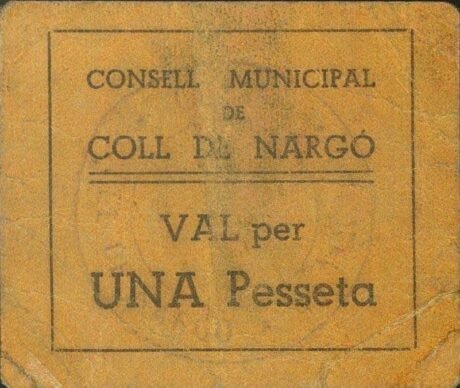 CONSELL MUNICIPAL
DE
COLL DE NARGÓ
VAL per
UNA Pesseta